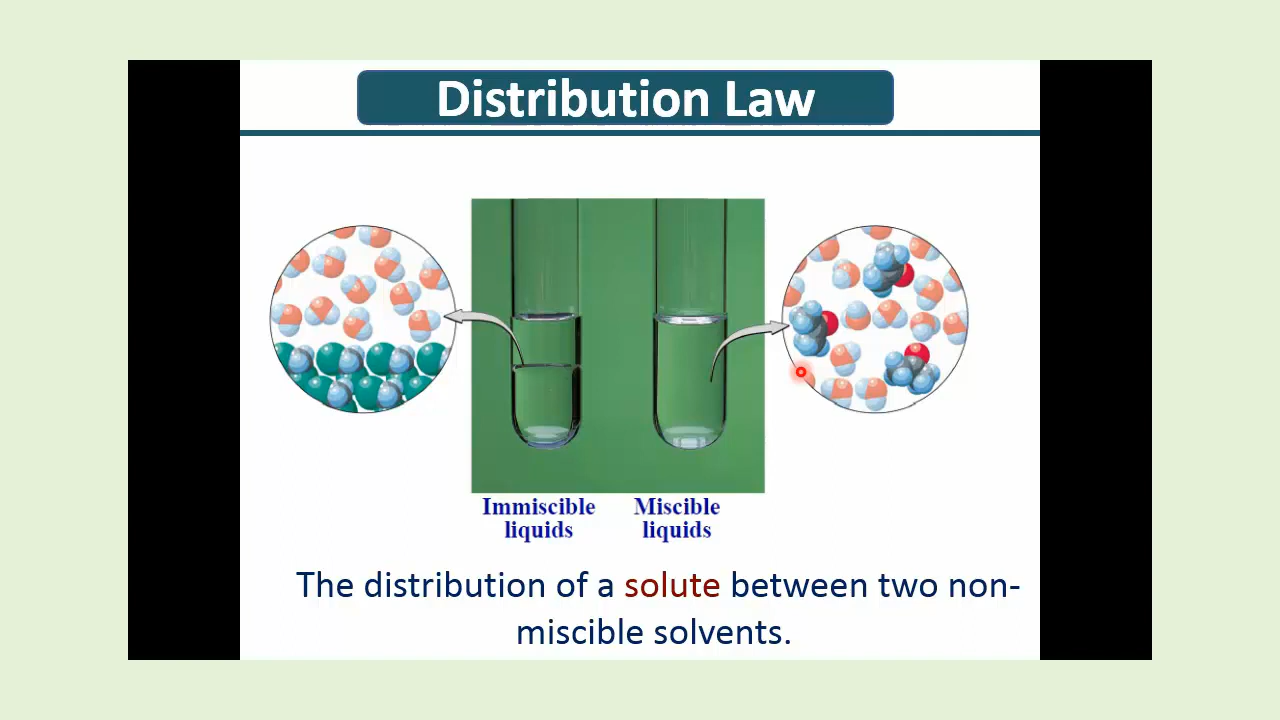 Distribution Law
Immiscible
liquids
Miscible
liquids
The distribution of a solute between two non-
miscible solvents.